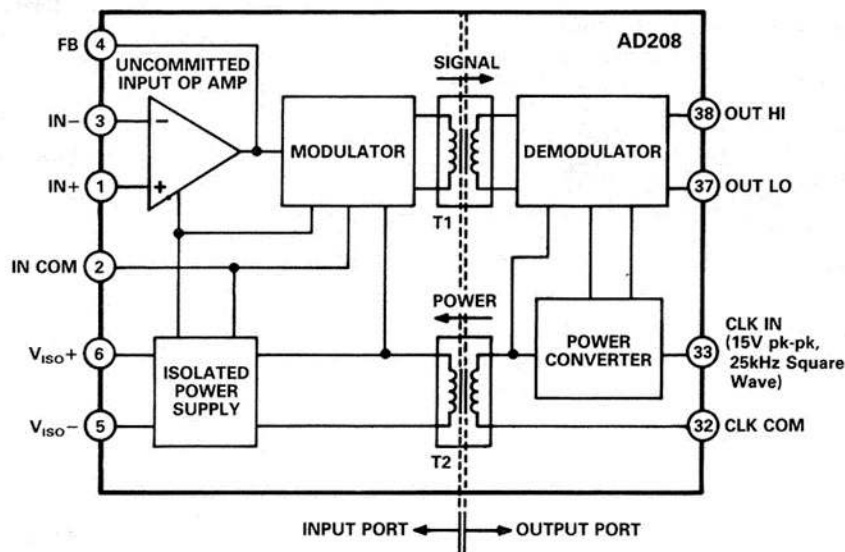 AD208
FB
4
UNCOMMITTED
INPUT OP AMP
SIGNAL
IN−
3
−
MODULATOR
DEMODULATOR
38
OUT HI
IN+
1
+
37
OUT LO
T1
IN COM
2
POWER
VISO+
6
ISOLATED
POWER
SUPPLY
POWER
CONVERTER
33
CLK IN
(15V pk-pk,
25kHz Square
Wave)
VISO−
5
32
CLK COM
T2
INPUT PORT
OUTPUT PORT